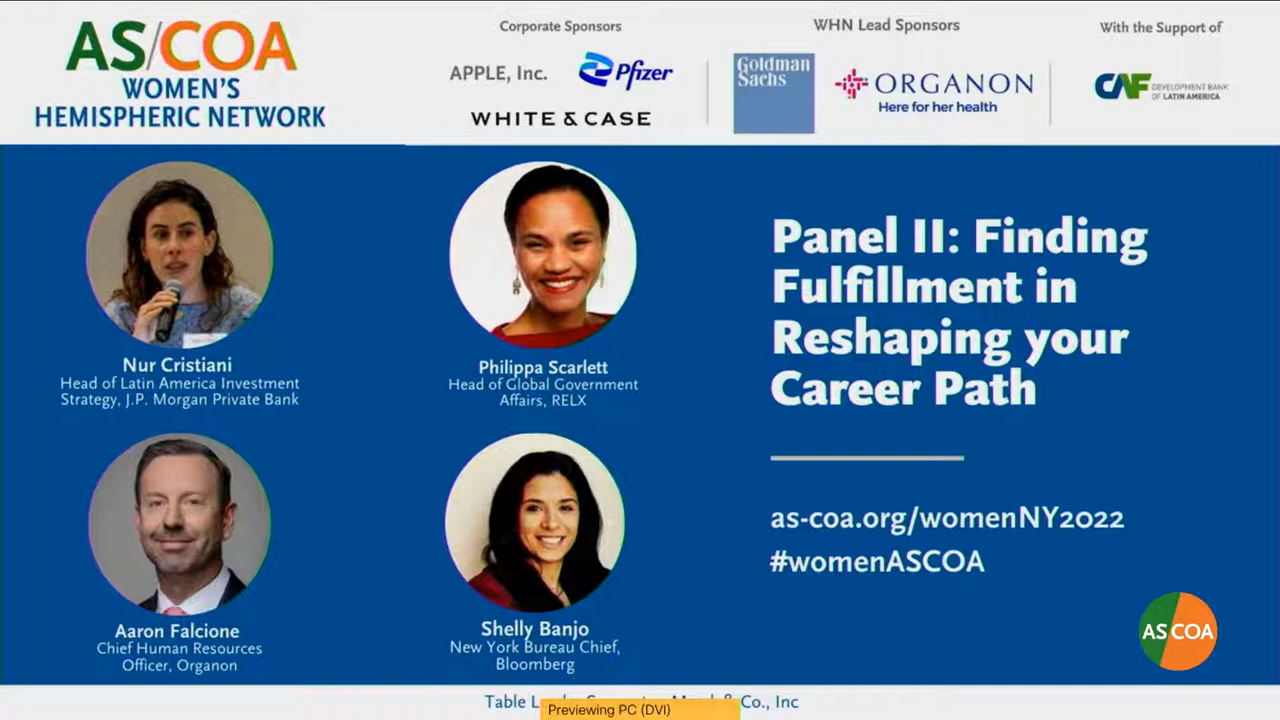 AS/COA
WOMEN'S
HEMISPHERIC NETWORK
Corporate Sponsors
APPLE, Inc.
Pfizer
WHITE & CASE
WHN Lead Sponsors
Goldman
Sachs
ORGANON
Here for her health
With the Support of
CAF
DEVELOPMENT BANK
OF LATIN AMERICA
Nur Cristiani
Head of Latin America Investment
Strategy, J.P. Morgan Private Bank
Philippa Scarlett
Head of Global Government
Affairs, RELX
Aaron Falcione
Chief Human Resources
Officer, Organon
Shelly Banjo
New York Bureau Chief,
Bloomberg
Panel II: Finding
Fulfillment in
Reshaping your
Career Path
as-coa.org/womenNY2022
#womenASCOA
AS COA
Table & Co., Inc
Previewing PC (DVI)